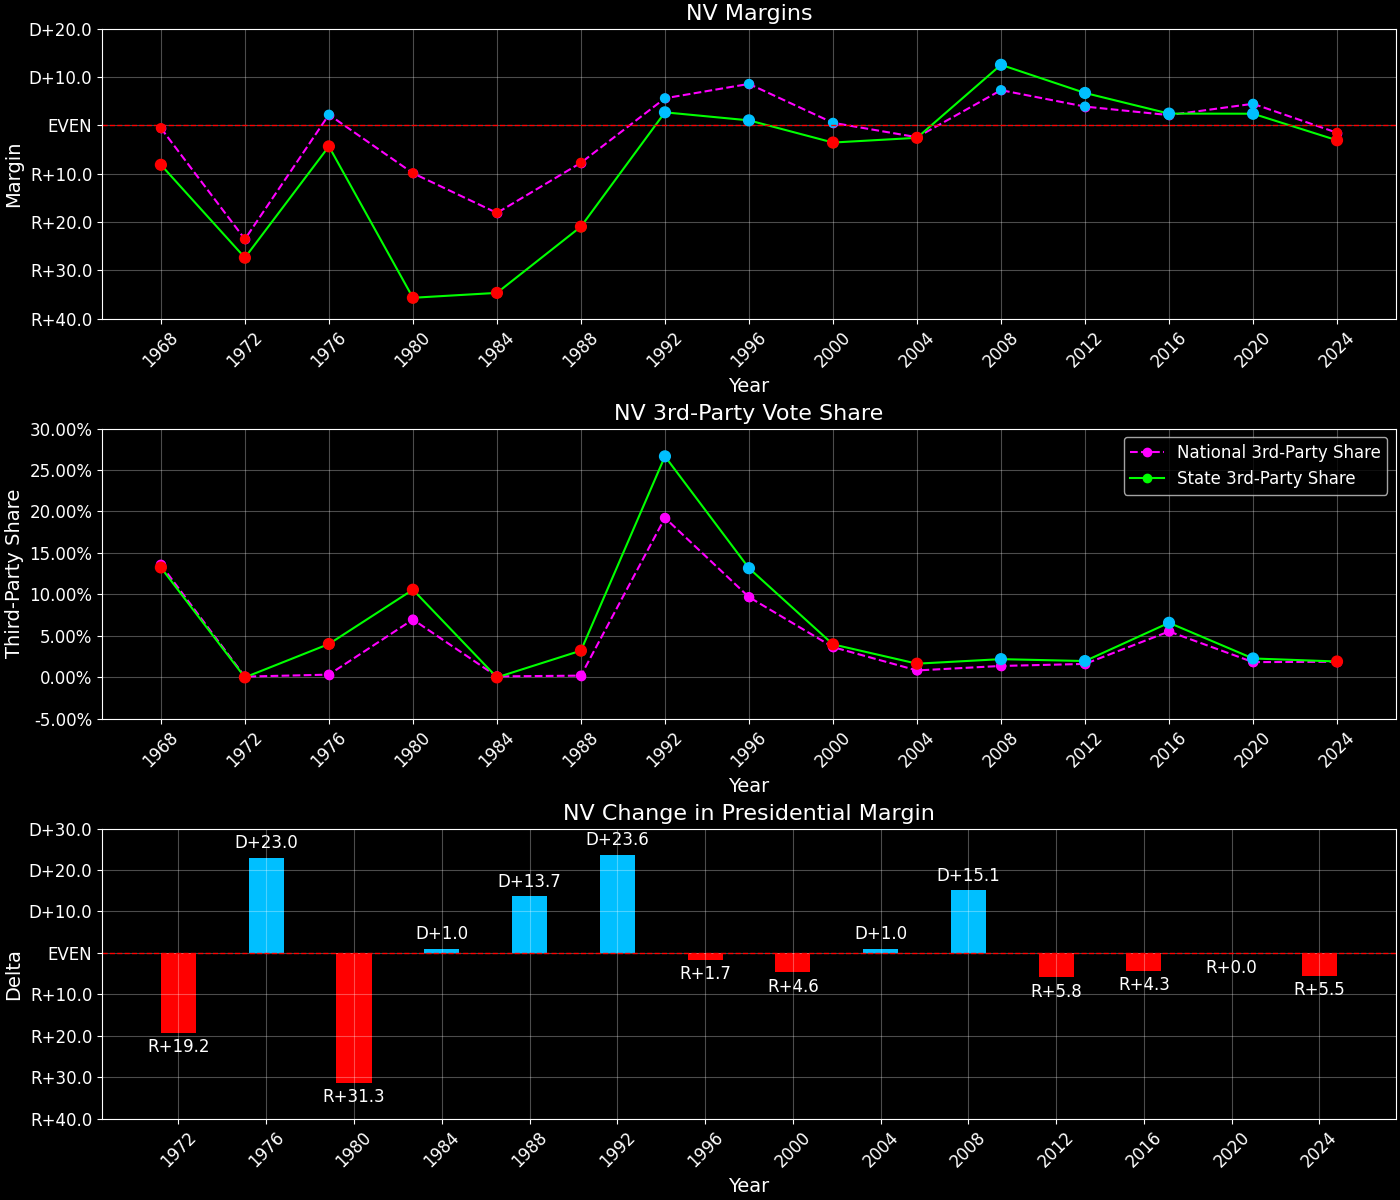 NV Margins
D+20.0
D+10.0
EVEN
R+10.0
R+20.0
R+30.0
R+40.0
Margin
1968 1972 1976 1980 1984 1988 1992 1996 2000 2004 2008 2012 2016 2020 2024
Year
NV 3rd-Party Vote Share
30.00%
25.00%
20.00%
15.00%
10.00%
5.00%
0.00%
-5.00%
Third-Party Share
National 3rd-Party Share
State 3rd-Party Share
1968 1972 1976 1980 1984 1988 1992 1996 2000 2004 2008 2012 2016 2020 2024
Year
NV Change in Presidential Margin
D+30.0
D+20.0
D+10.0
EVEN
R+10.0
R+20.0
R+30.0
R+40.0
Delta
R+19.2
D+23.0
R+31.3
D+1.0
D+13.7
D+23.6
R+1.7
R+4.6
D+1.0
D+15.1
R+5.8
R+4.3
R+0.0
R+5.5
1972 1976 1980 1984 1988 1992 1996 2000 2004 2008 2012 2016 2020 2024
Year